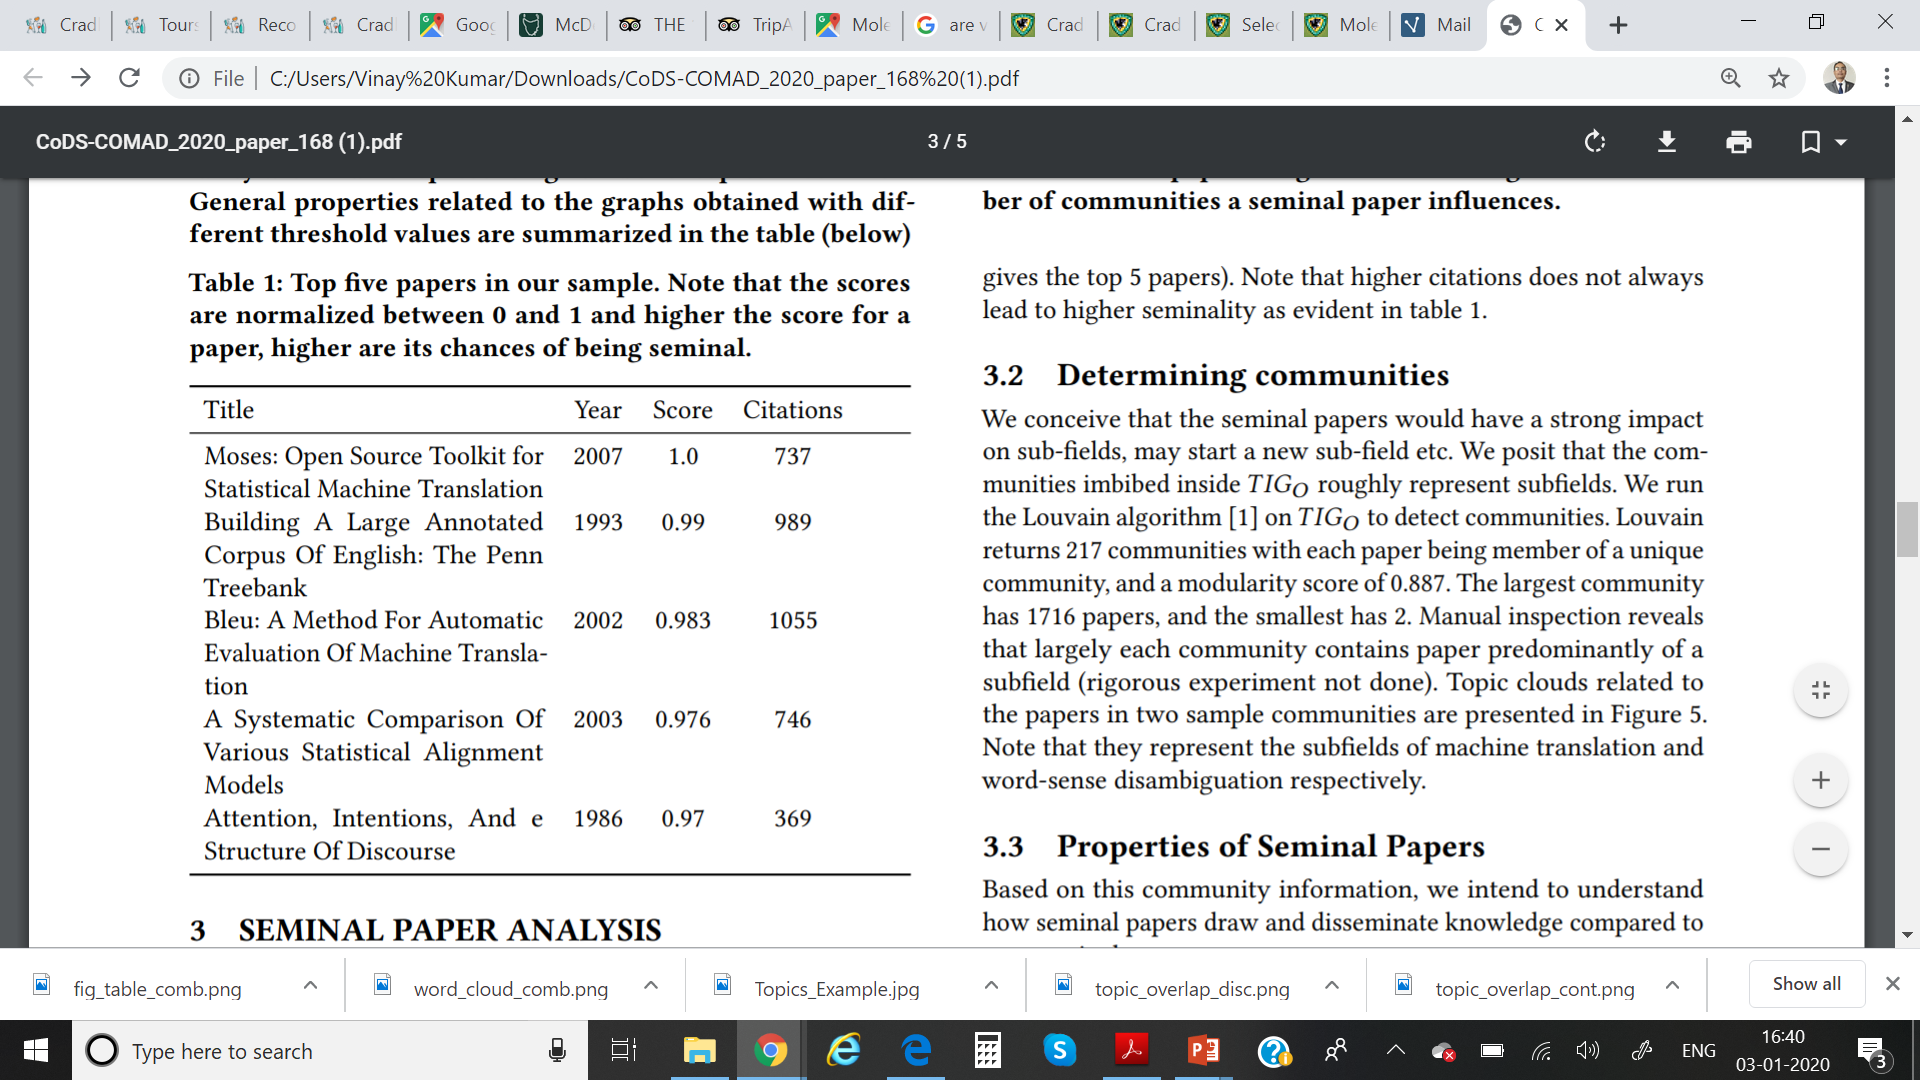 Crad
Tours
Reco
Crad
Goog
McD
THE
TripA
Mole
are v
Crad
Crad
Selec
Mole
Mail
C
File
C:/Users/Vinay%20Kumar/Downloads/CoDS-COMAD_2020_paper_168%20(1).pdf
CoDS-COMAD_2020_paper_168 (1).pdf
3 / 5
General properties related to the graphs obtained with dif-
ferent threshold values are summarized in the table (below)
Table 1: Top five papers in our sample. Note that the scores
are normalized between 0 and 1 and higher the score for a
paper, higher are its chances of being seminal.
Title Year Score Citations
Moses: Open Source Toolkit for 2007 1.0 737
Statistical Machine Translation
Building A Large Annotated 1993 0.99 989
Corpus Of English: The Penn
Treebank
Bleu: A Method For Automatic 2002 0.983 1055
Evaluation Of Machine Transla-
tion
A Systematic Comparison Of 2003 0.976 746
Various Statistical Alignment
Models
Attention, Intentions, And e 1986 0.97 369
Structure Of Discourse
3 SEMINAL PAPER ANALYSIS
ber of communities a seminal paper influences.
gives the top 5 papers). Note that higher citations does not always
lead to higher seminality as evident in table 1.
3.2 Determining communities
We conceive that the seminal papers would have a strong impact
on sub-fields, may start a new sub-field etc. We posit that the com-
munities imbibed inside TIGO roughly represent subfields. We run
the Louvain algorithm [1] on TIGO to detect communities. Louvain
returns 217 communities with each paper being member of a unique
community, and a modularity score of 0.887. The largest community
has 1716 papers, and the smallest has 2. Manual inspection reveals
that largely each community contains paper predominantly of a
subfield (rigorous experiment not done). Topic clouds related to
the papers in two sample communities are presented in Figure 5.
Note that they represent the subfields of machine translation and
word-sense disambiguation respectively.
3.3 Properties of Seminal Papers
Based on this community information, we intend to understand
how seminal papers draw and disseminate knowledge compared to
fig_table_comb.png
word_cloud_comb.png
Topics_Example.jpg
topic_overlap_disc.png
topic_overlap_cont.png
Show all
Type here to search
ENG
16:40
03-01-2020
3